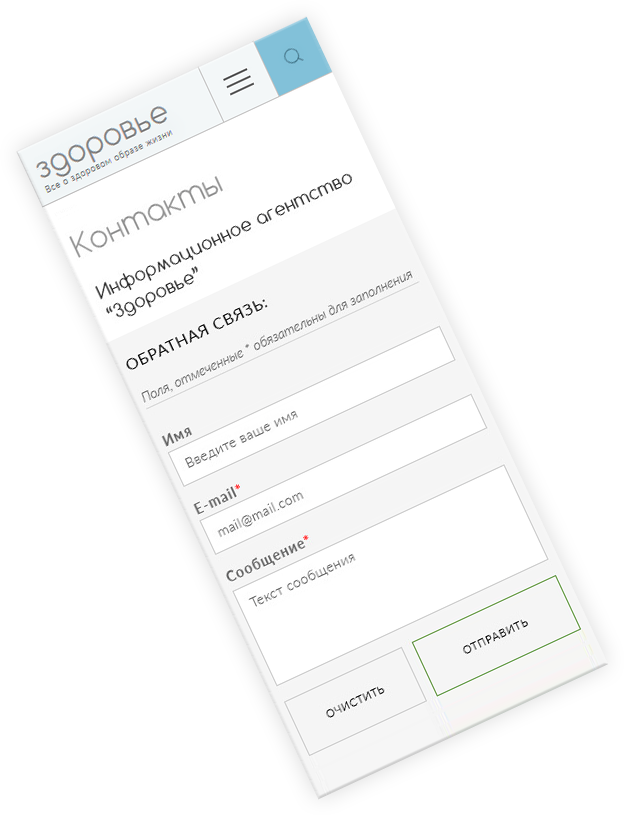 здоровье
Все о здоровом образе жизни
Контакты
Информационное агентство
“Здоровье”
ОБРАТНАЯ СВЯЗЬ:
Поля, отмеченные * обязательны для заполнения
Имя
Введите ваше имя
E-mail*
mail@mail.com
Сообщение*
Текст сообщения
ОЧИСТИТЬ
ОТПРАВИТЬ